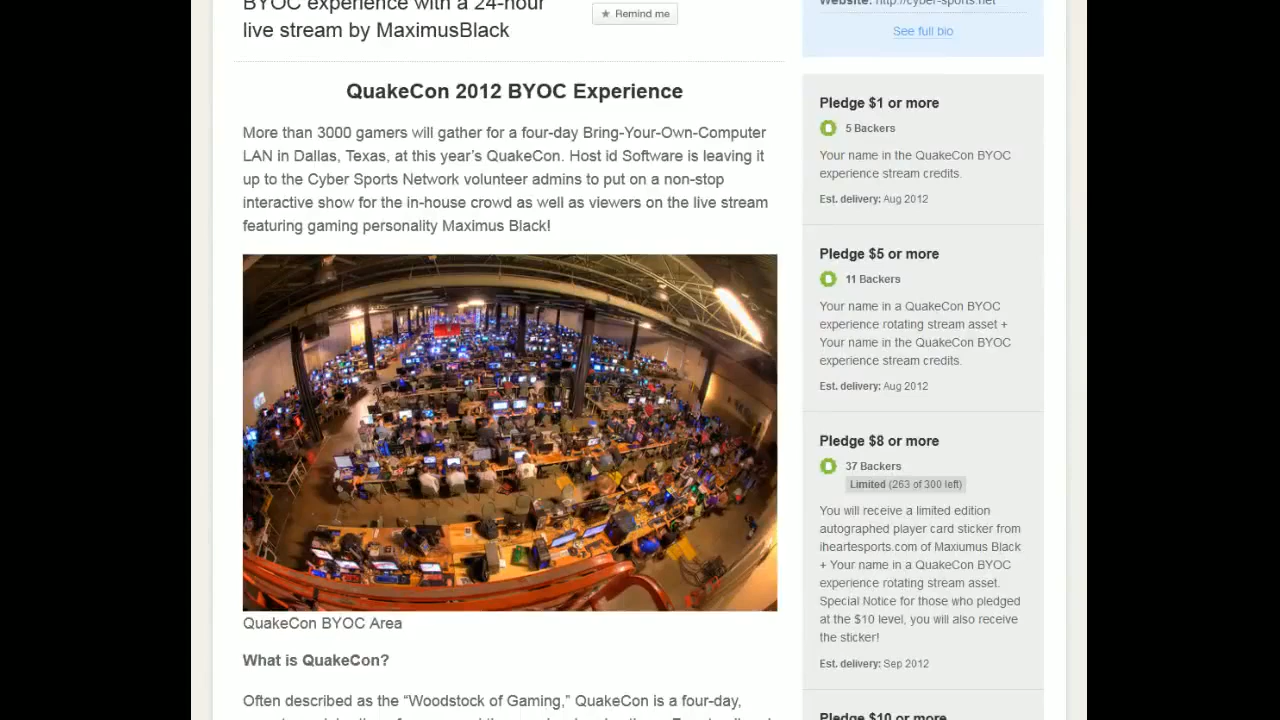 BYOC experience with a 24-hour
live stream by MaximusBlack
★ Remind me
QuakeCon 2012 BYOC Experience
More than 3000 gamers will gather for a four-day Bring-Your-Own-Computer
LAN in Dallas, Texas, at this year’s QuakeCon. Host id Software is leaving it
up to the Cyber Sports Network volunteer admins to put on a non-stop
interactive show for the in-house crowd as well as viewers on the live stream
featuring gaming personality Maximus Black!
QuakeCon BYOC Area
What is QuakeCon?
Often described as the “Woodstock of Gaming,” QuakeCon is a four-day,
Website: http://cyber-sports.net
See full bio
Pledge $1 or more
5 Backers
Your name in the QuakeCon BYOC
experience stream credits.
Est. delivery: Aug 2012
Pledge $5 or more
11 Backers
Your name in a QuakeCon BYOC
experience rotating stream asset +
Your name in the QuakeCon BYOC
experience stream credits.
Est. delivery: Aug 2012
Pledge $8 or more
37 Backers
Limited (263 of 300 left)
You will receive a limited edition
autographed player card sticker from
iheartesports.com of Maxiumus Black
+ Your name in a QuakeCon BYOC
experience rotating stream asset.
Special Notice for those who pledged
at the $10 level, you will also receive
the sticker!
Est. delivery: Sep 2012
Pledge $10 or more